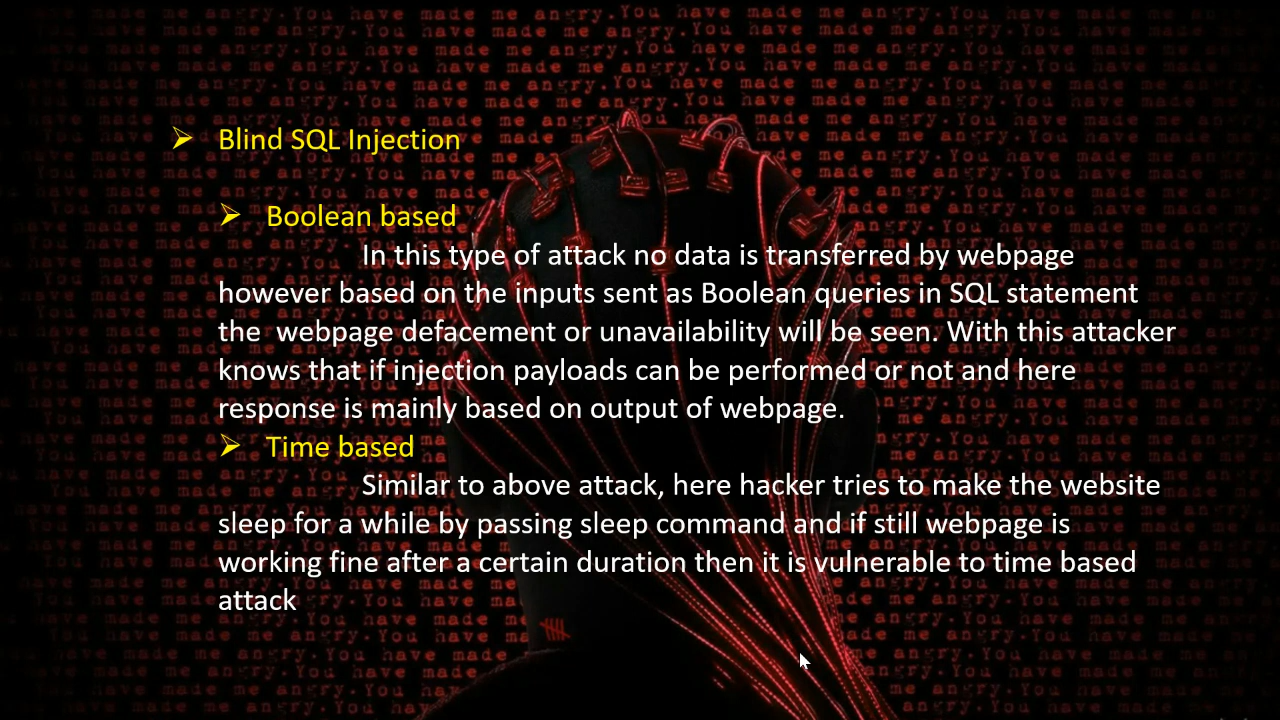 Blind SQL Injection
Boolean based
In this type of attack no data is transferred by webpage
however based on the inputs sent as Boolean queries in SQL statement
the webpage defacement or unavailability will be seen. With this attacker
knows that if injection payloads can be performed or not and here
response is mainly based on output of webpage.
Time based
Similar to above attack, here hacker tries to make the website
sleep for a while by passing sleep command and if still webpage is
working fine after a certain duration then it is vulnerable to time based
attack